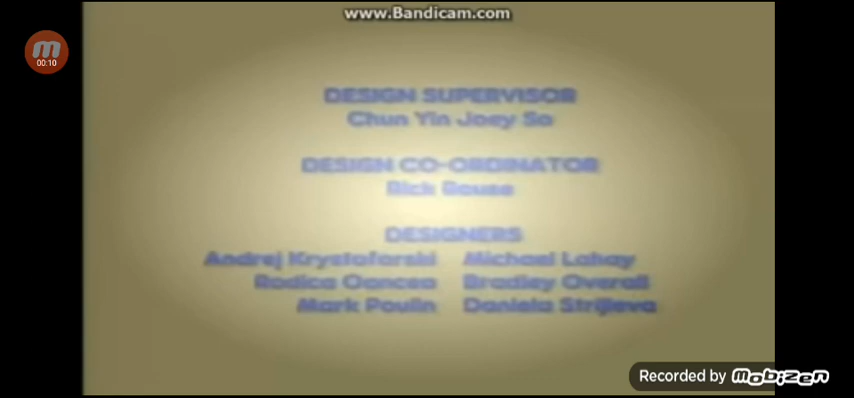 www.Bandicam.com
00:10
DESIGN SUPERVISOR
Chun Yin Joey So
DESIGN CO-ORDINATOR
Rick Bouse
DESIGNERS
Andrej Krystoforski Michael Lahay
Rodica Oancea Bradley Overall
Mark Poulin Daniela Strijleva
Recorded by mobizen